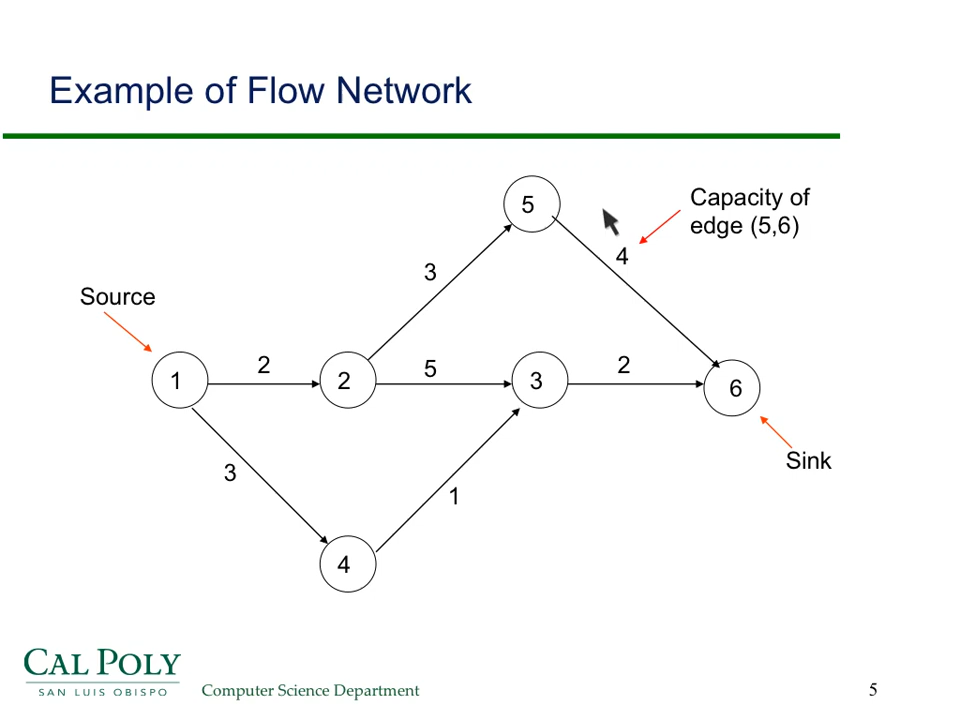 Example of Flow Network
5
Capacity of
edge (5,6)
4
3
Source
2
5
2
1
2
3
6
3
Sink
1
4
CAL POLY
SAN LUIS OBISPO
Computer Science Department
5